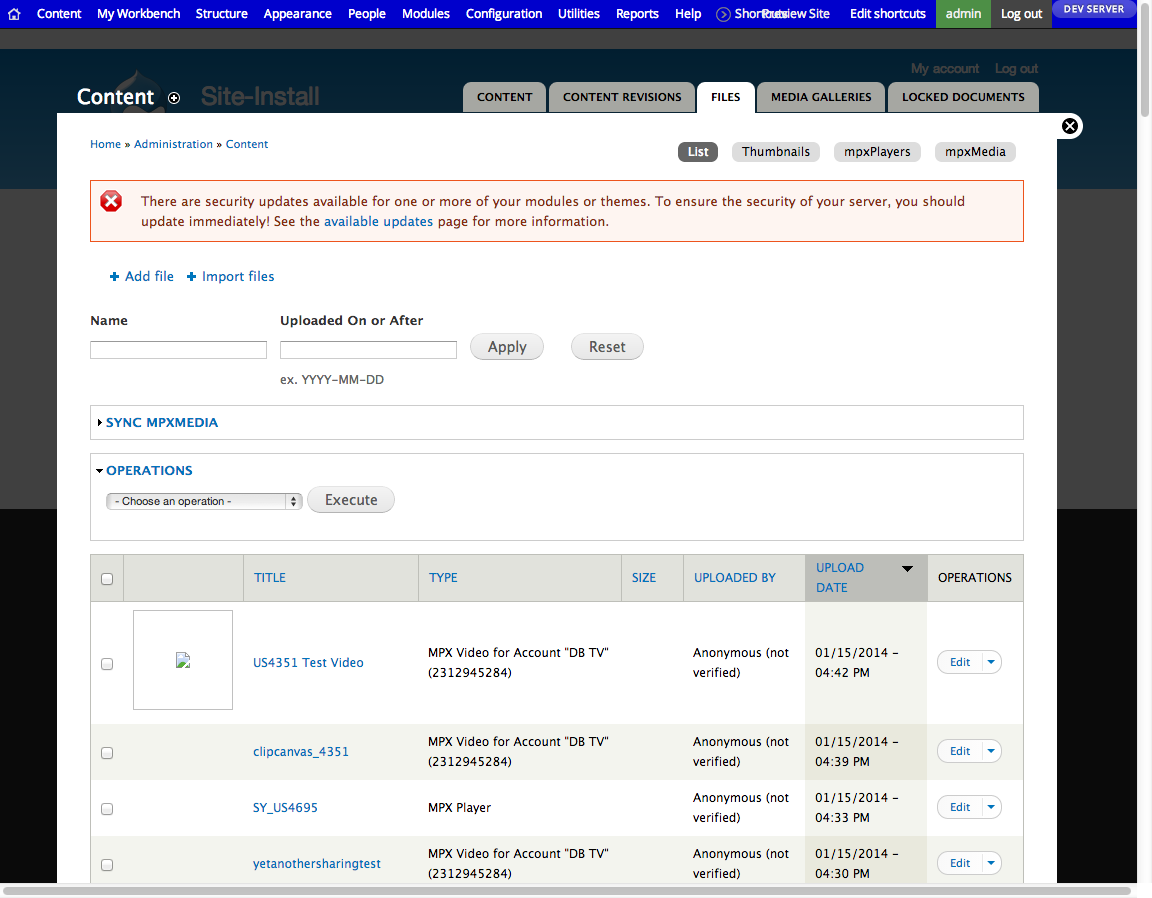 Content My Workbench Structure Appearance People Modules Configuration Utilities Reports Help Shortcuts Preview Site Edit shortcuts admin Log out DEV SERVER
My account Log out
Content Site-Install
CONTENT CONTENT REVISIONS FILES MEDIA GALLERIES LOCKED DOCUMENTS
Home » Administration » Content
List Thumbnails mpxPlayers mpxMedia
There are security updates available for one or more of your modules or themes. To ensure the security of your server, you should
update immediately! See the available updates page for more information.
Add file Import files
Name Uploaded On or After
Apply Reset
ex. YYYY-MM-DD
SYNC MPXMEDIA
OPERATIONS
- Choose an operation - Execute
TITLE TYPE SIZE UPLOADED BY UPLOAD DATE OPERATIONS
US4351 Test Video MPX Video for Account "DB TV" (2312945284) Anonymous (not verified) 01/15/2014 - 04:42 PM Edit
clipcanvas_4351 MPX Video for Account "DB TV" (2312945284) Anonymous (not verified) 01/15/2014 - 04:39 PM Edit
SY_US4695 MPX Player Anonymous (not verified) 01/15/2014 - 04:33 PM Edit
yetanothersharingtest MPX Video for Account "DB TV" (2312945284) Anonymous (not verified) 01/15/2014 - 04:30 PM Edit